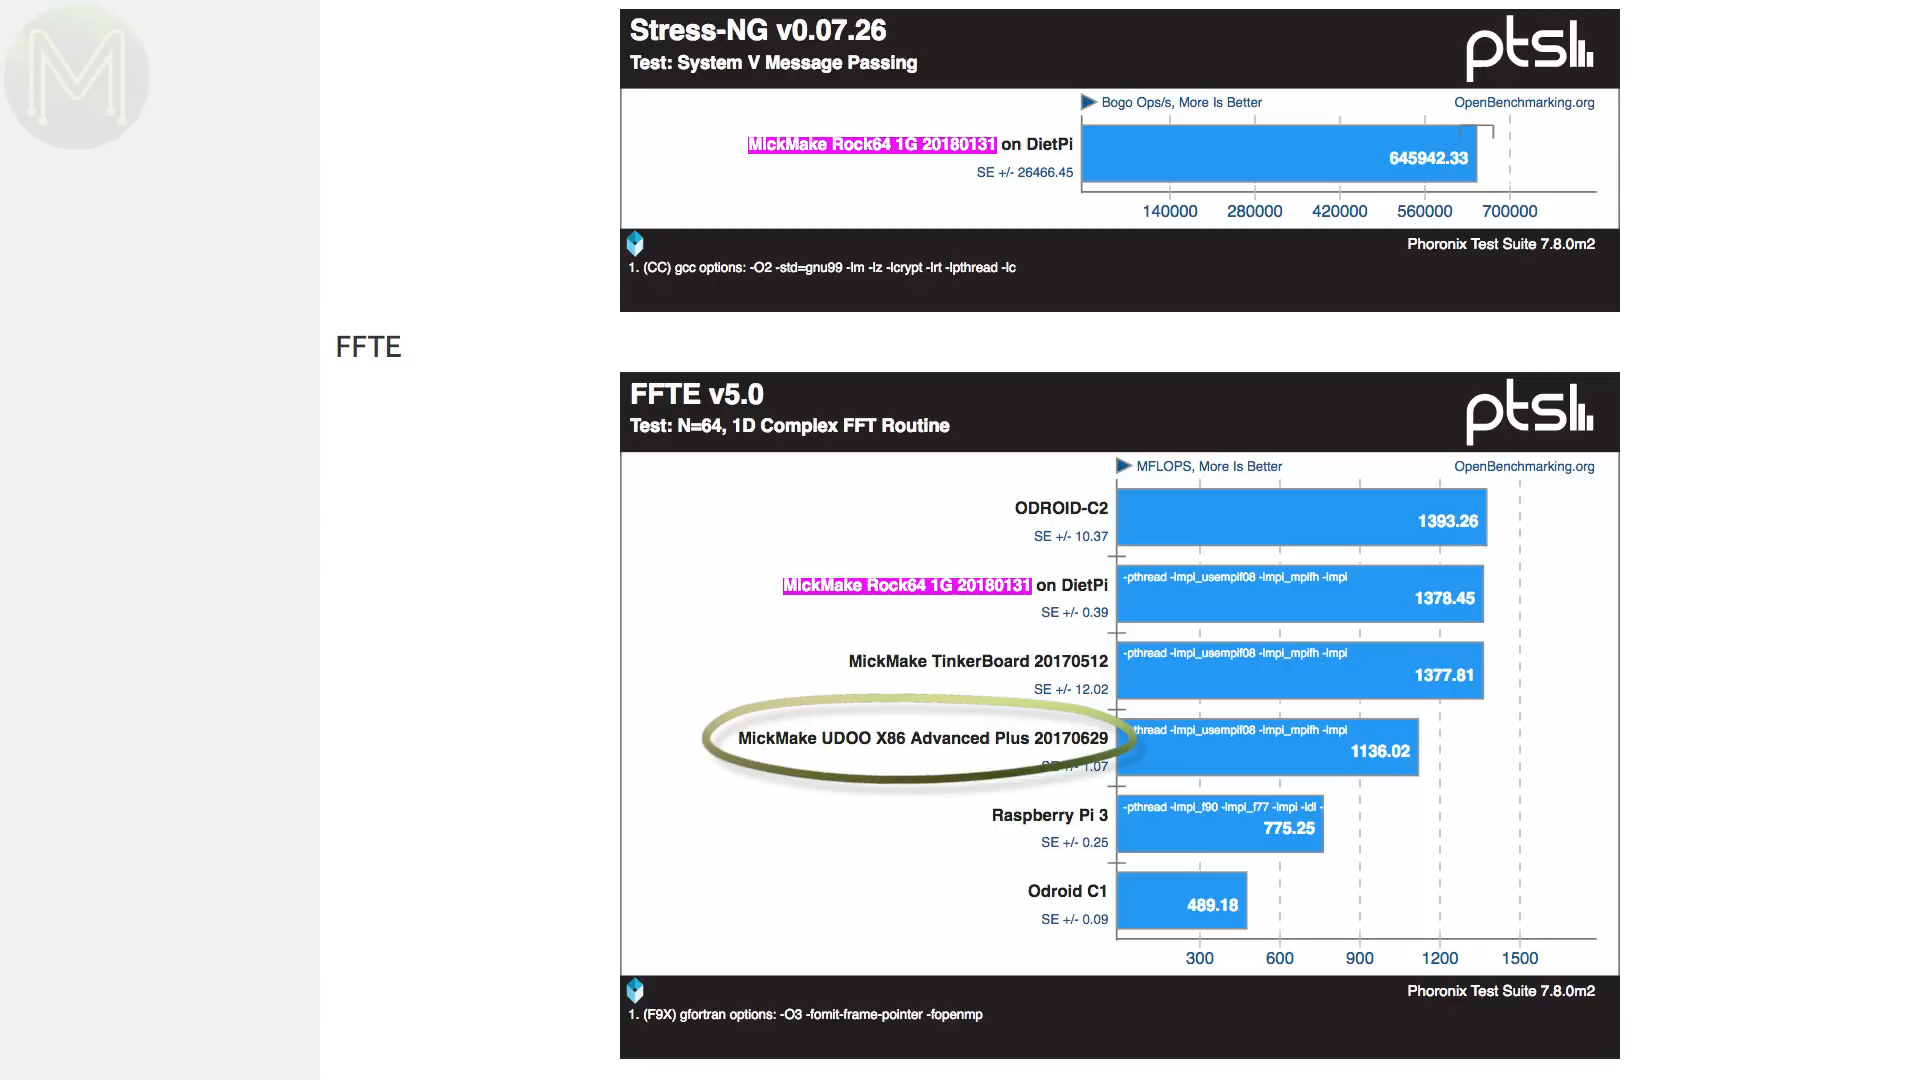 Stress-NG v0.07.26
Test: System V Message Passing
ptsl
Bogo Ops/s, More Is Better
OpenBenchmarking.org
MickMake Rock64 1G 20180131 on DietPi
SE +/- 26466.45
645942.33
140000 280000 420000 560000 700000
Phoronix Test Suite 7.8.0m2
1. (CC) gcc options: -O2 -std=gnu99 -lm -lz -lcrypt -lrt -lpthread -lc
FFTE
FFTE v5.0
Test: N=64, 1D Complex FFT Routine
ptsl
MFLOPS, More Is Better
OpenBenchmarking.org
ODROID-C2
SE +/- 10.37
1393.26
MickMake Rock64 1G 20180131 on DietPi
SE +/- 0.39
-pthread -lmpi_usempif08 -lmpi_mpifh -lmpi
1378.45
MickMake TinkerBoard 20170512
SE +/- 12.02
-pthread -lmpi_usempif08 -lmpi_mpifh -lmpi
1377.81
MickMake UDOO X86 Advanced Plus 20170629
SE +/- 1.07
thread -lmpi_usempif08 -lmpi_mpifh -lmpi
1136.02
Raspberry Pi 3
SE +/- 0.25
-pthread -lmpi_f90 -lmpi_f77 -lmpi -ldl -
775.25
Odroid C1
SE +/- 0.09
489.18
300 600 900 1200 1500
Phoronix Test Suite 7.8.0m2
1. (F9X) gfortran options: -O3 -fomit-frame-pointer -fopenmp
M